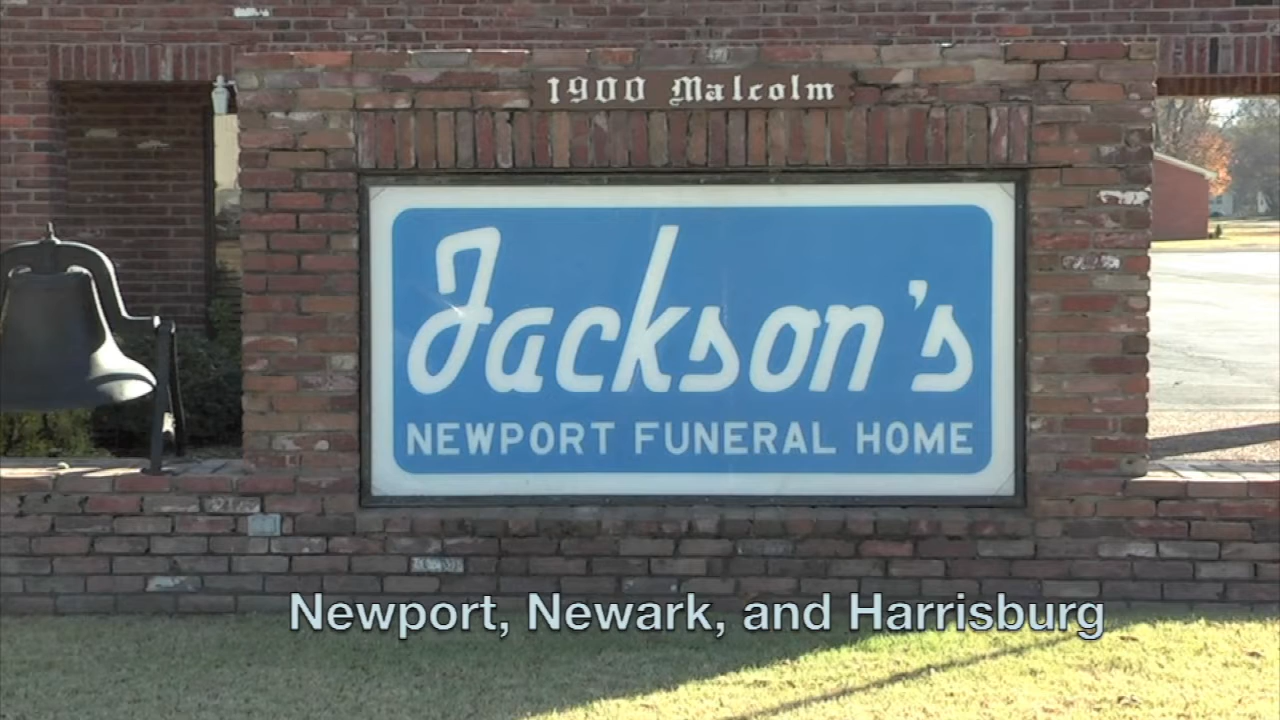 1900 Malcolm
Jackson's
NEWPORT FUNERAL HOME
Newport, Newark, and Harrisburg